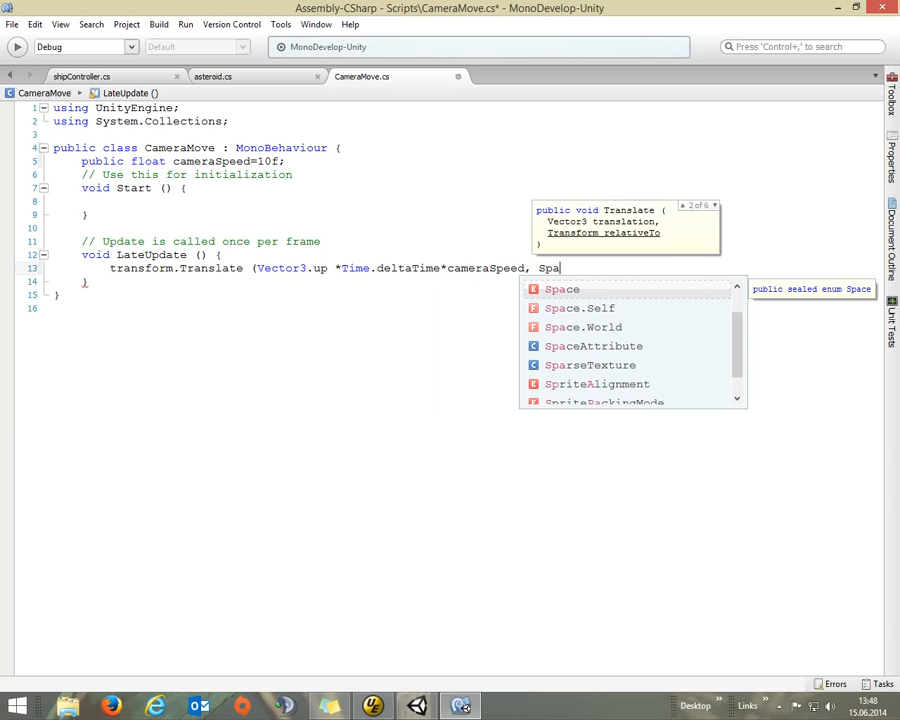 Assembly-CSharp - Scripts\CameraMove.cs* - MonoDevelop-Unity
File Edit View Search Project Build Run Version Control Tools Window Help
Debug Default MonoDevelop-Unity Press 'Control+,' to search
shipController.cs × asteroid.cs × CameraMove.cs
CameraMove ▸ LateUpdate ()
1 using UnityEngine;
2 using System.Collections;
3
4 public class CameraMove : MonoBehaviour {
5 public float cameraSpeed=10f;
6 // Use this for initialization
7 void Start () {
8
9 }
10
11 // Update is called once per frame
12 void LateUpdate () {
13 transform.Translate (Vector3.up *Time.deltaTime*cameraSpeed, Spa
14 }
15 }
16
▲ 2 of 6 ▼
public void Translate (
Vector3 translation,
Transform relativeTo
)
Space
Space.Self
Space.World
SpaceAttribute
SparseTexture
SpriteAlignment
SpritePackingMode
public sealed enum Space
Toolbox
Properties
Document Outline
Unit Tests
Errors Tasks
Desktop » Links » 13:48
15.06.2014